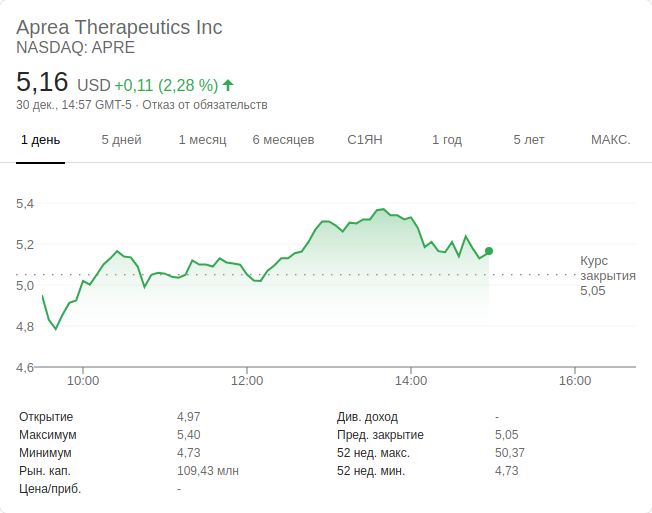 Aprea Therapeutics Inc
NASDAQ: APRE
5,16 USD +0,11 (2,28 %)
30 дек., 14:57 GMT-5 · Отказ от обязательств
1 день 5 дней 1 месяц 6 месяцев С1ЯН 1 год 5 лет МАКС.
5,4
5,2
5,0
4,8
4,6
Курс
закрытия
5,05
10:00 12:00 14:00 16:00
Открытие 4,97 Див. доход -
Максимум 5,40 Пред. закрытие 5,05
Минимум 4,73 52 нед. макс. 50,37
Рын. кап. 109,43 млн 52 нед. мин. 4,73
Цена/приб. -